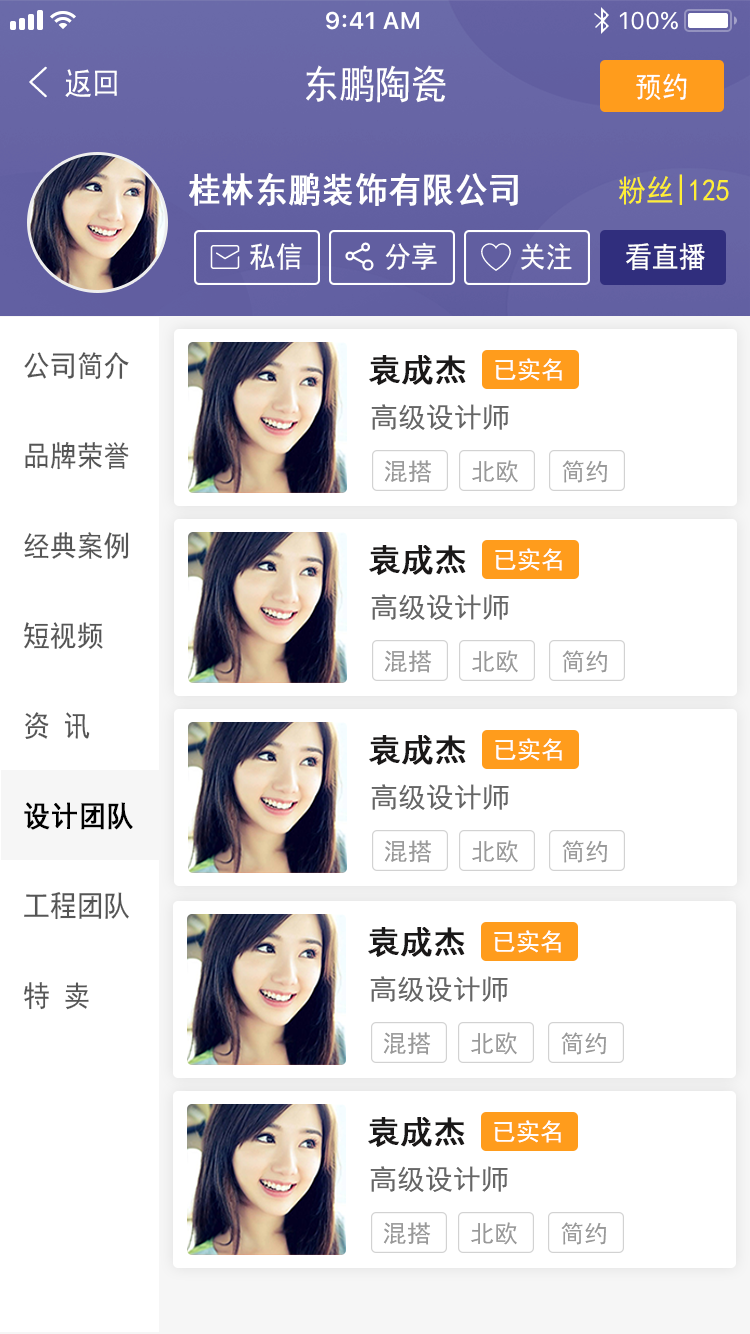 9:41 AM 100%
返回 东鹏陶瓷 预约
桂林东鹏装饰有限公司 粉丝|125
私信 分享 关注 看直播
公司简介
品牌荣誉
经典案例
短视频
资 讯
设计团队
工程团队
特 卖
袁成杰 已实名
高级设计师
混搭 北欧 简约
袁成杰 已实名
高级设计师
混搭 北欧 简约
袁成杰 已实名
高级设计师
混搭 北欧 简约
袁成杰 已实名
高级设计师
混搭 北欧 简约
袁成杰 已实名
高级设计师
混搭 北欧 简约